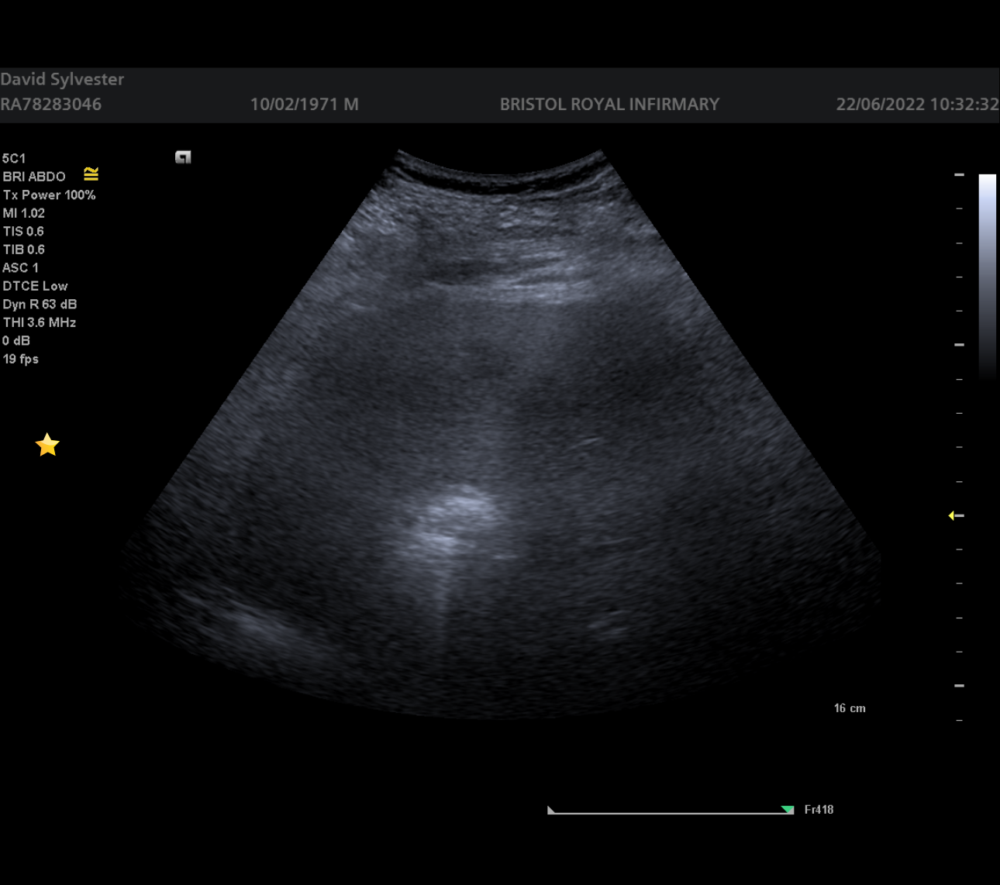 David Sylvester
RA78283046 10/02/1971 M BRISTOL ROYAL INFIRMARY 22/06/2022 10:32:32
5C1
BRI ABDO
Tx Power 100%
MI 1.02
TIS 0.6
TIB 0.6
ASC 1
DTCE Low
Dyn R 63 dB
THI 3.6 MHz
0 dB
19 fps
16 cm
Fr418